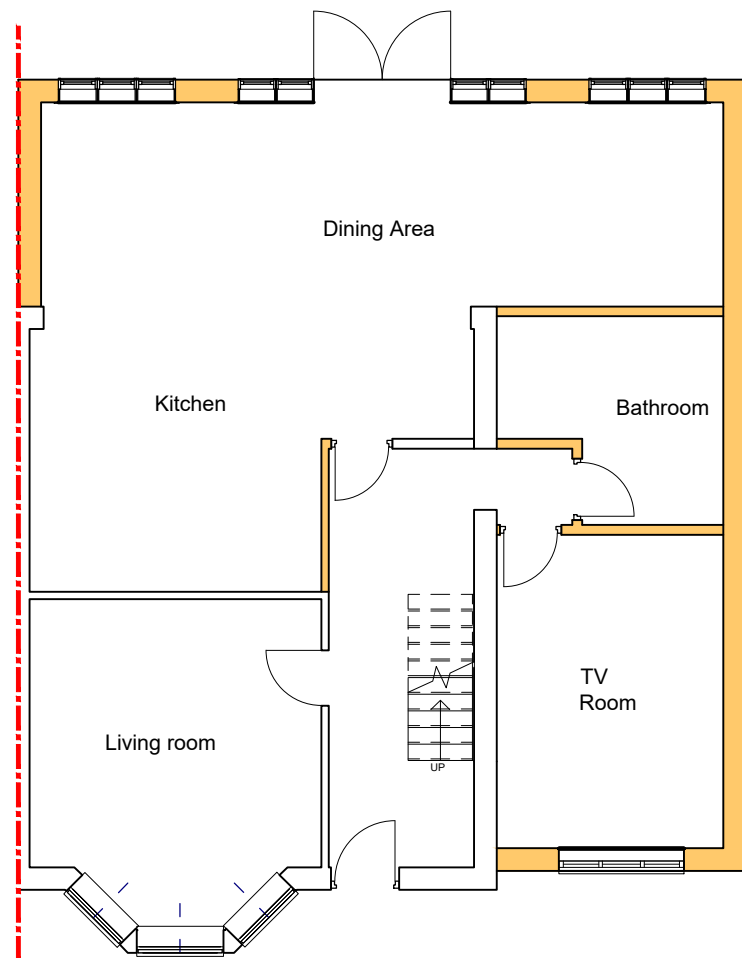 Dining Area
Kitchen
Bathroom
TV
Room
Living room
UP